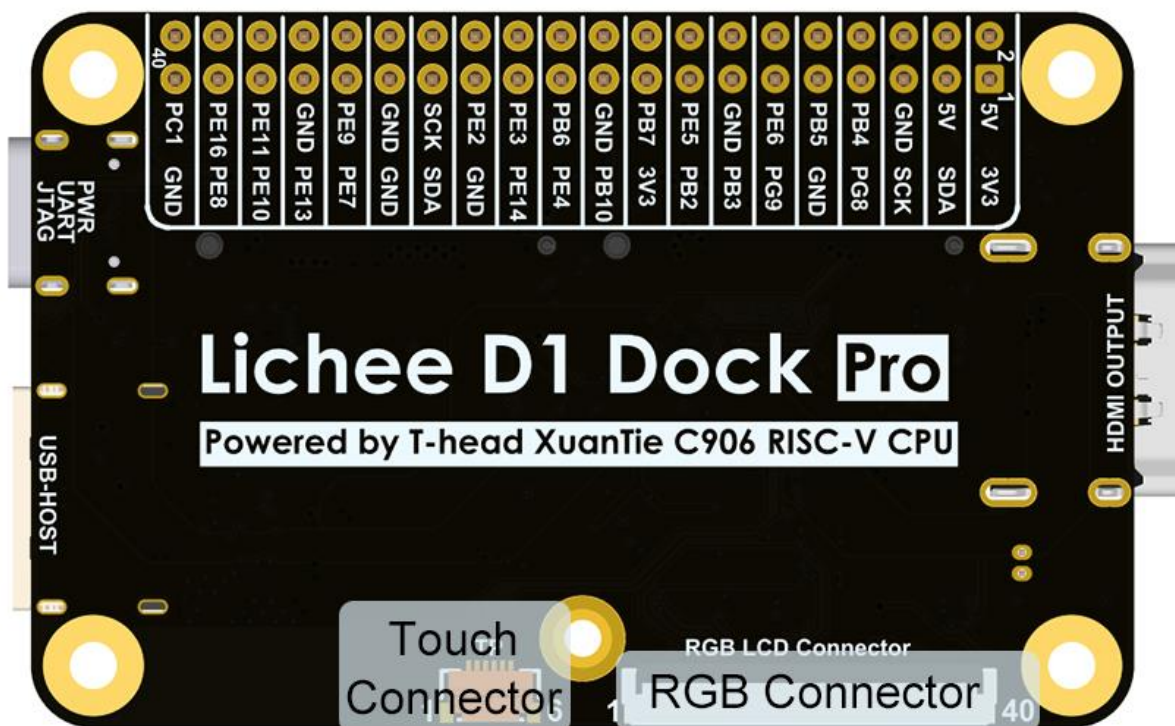 40 2
1
PC1 PE16 PE11 GND PE9 GND SCK PE2 PE3 PB6 GND PB7 PE5 GND PE6 PB5 PB4 GND 5V 5V
GND PE8 PE10 PE13 PE7 GND SDA GND PE14 PE4 PB10 3V3 PB2 PB3 PG9 GND PG8 SCK SDA 3V3
PWR
UART
JTAG
Lichee D1 Dock Pro
Powered by T-head XuanTie C906 RISC-V CPU
HDMI OUTPUT
USB-HOST
Touch
Connector
1 6
RGB LCD Connector
RGB Connector
1 40